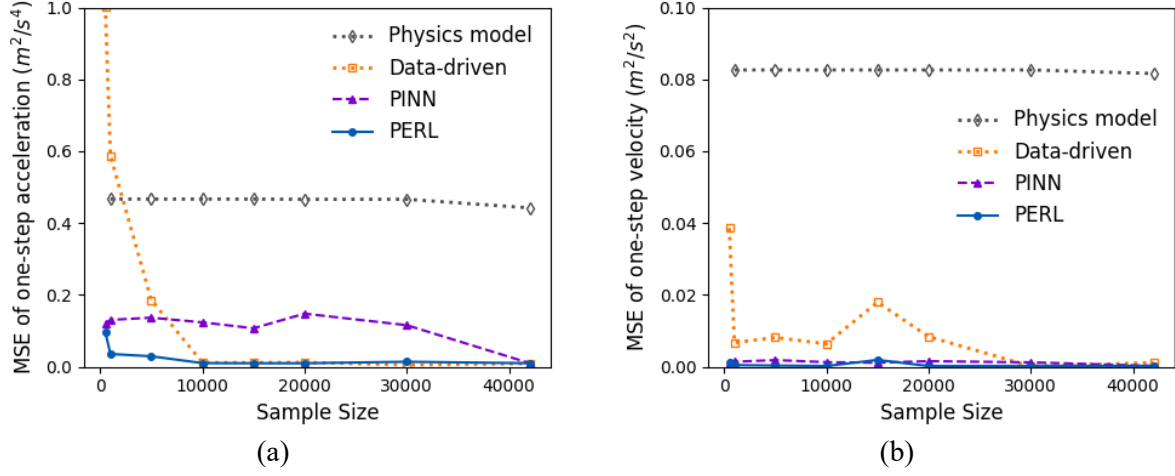 MSE of one-step acceleration (m²/s⁴)
1.0
0.8
0.6
0.4
0.2
0.0
0 10000 20000 30000 40000
Sample Size
Physics model
Data-driven
PINN
PERL
(a)
MSE of one-step velocity (m²/s²)
0.10
0.08
0.06
0.04
0.02
0.00
0 10000 20000 30000 40000
Sample Size
Physics model
Data-driven
PINN
PERL
(b)